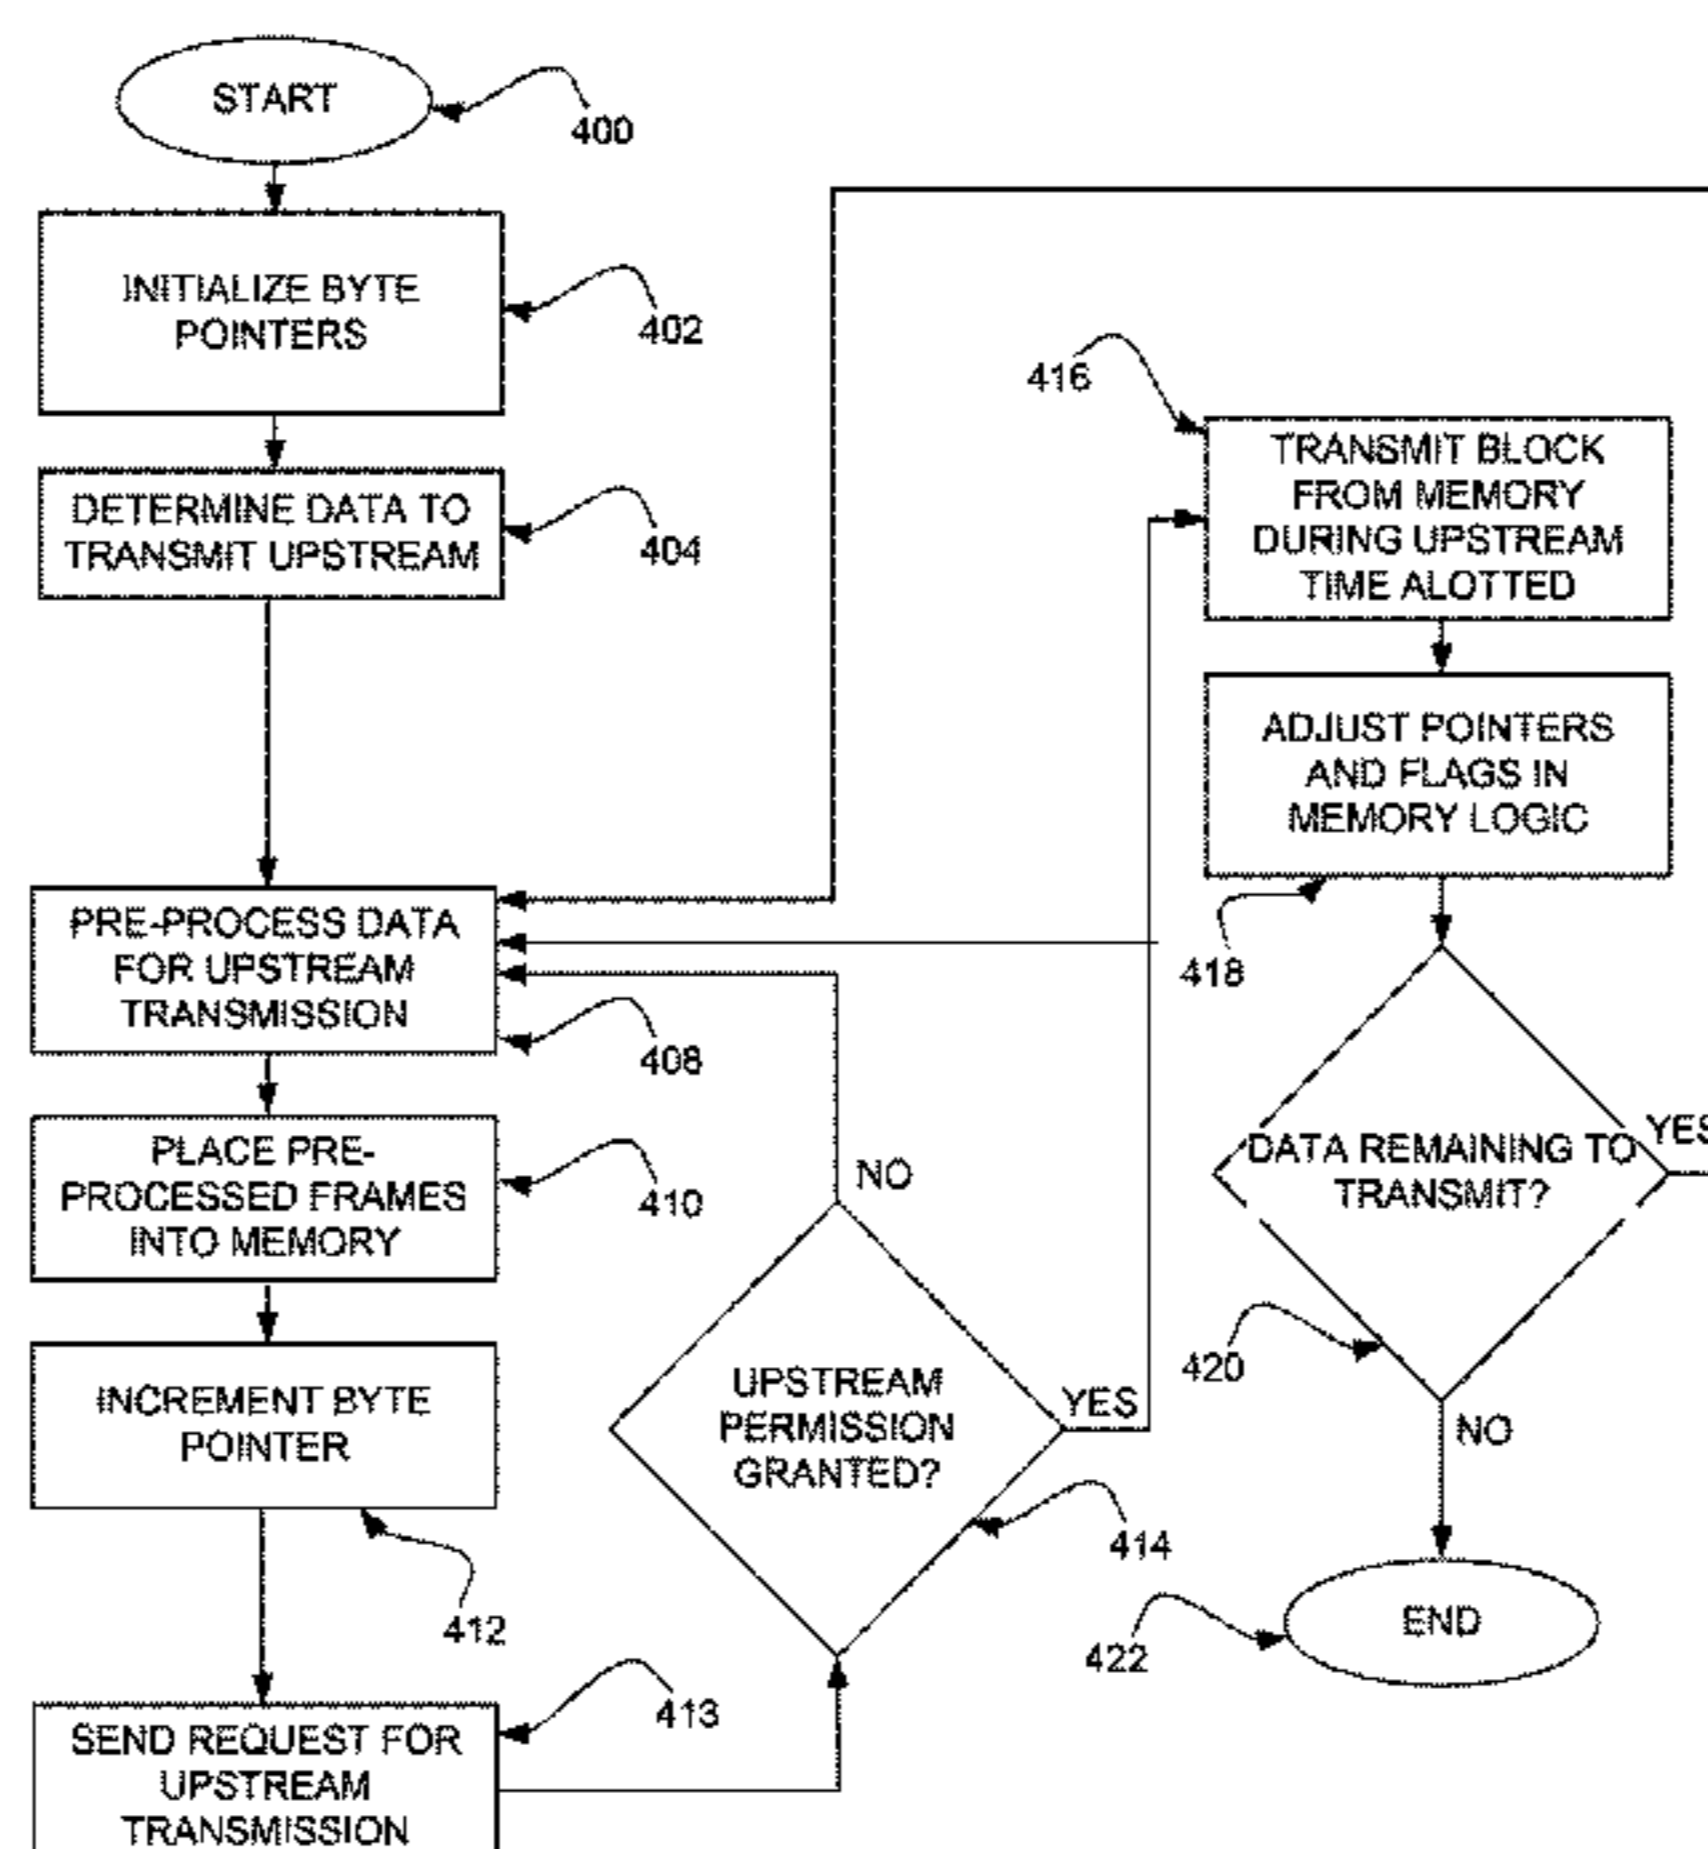 START
400
INITIALIZE BYTE
POINTERS
402
DETERMINE DATA TO
TRANSMIT UPSTREAM
404
PRE-PROCESS DATA
FOR UPSTREAM
TRANSMISSION
408
PLACE PRE-
PROCESSED FRAMES
INTO MEMORY
410
INCREMENT BYTE
POINTER
412
SEND REQUEST FOR
UPSTREAM
TRANSMISSION
413
NO
UPSTREAM
PERMISSION
GRANTED?
YES
414
416
TRANSMIT BLOCK
FROM MEMORY
DURING UPSTREAM
TIME ALOTTED
ADJUST POINTERS
AND FLAGS IN
MEMORY LOGIC
418
DATA REMAINING TO
TRANSMIT?
YES
420
NO
END
422